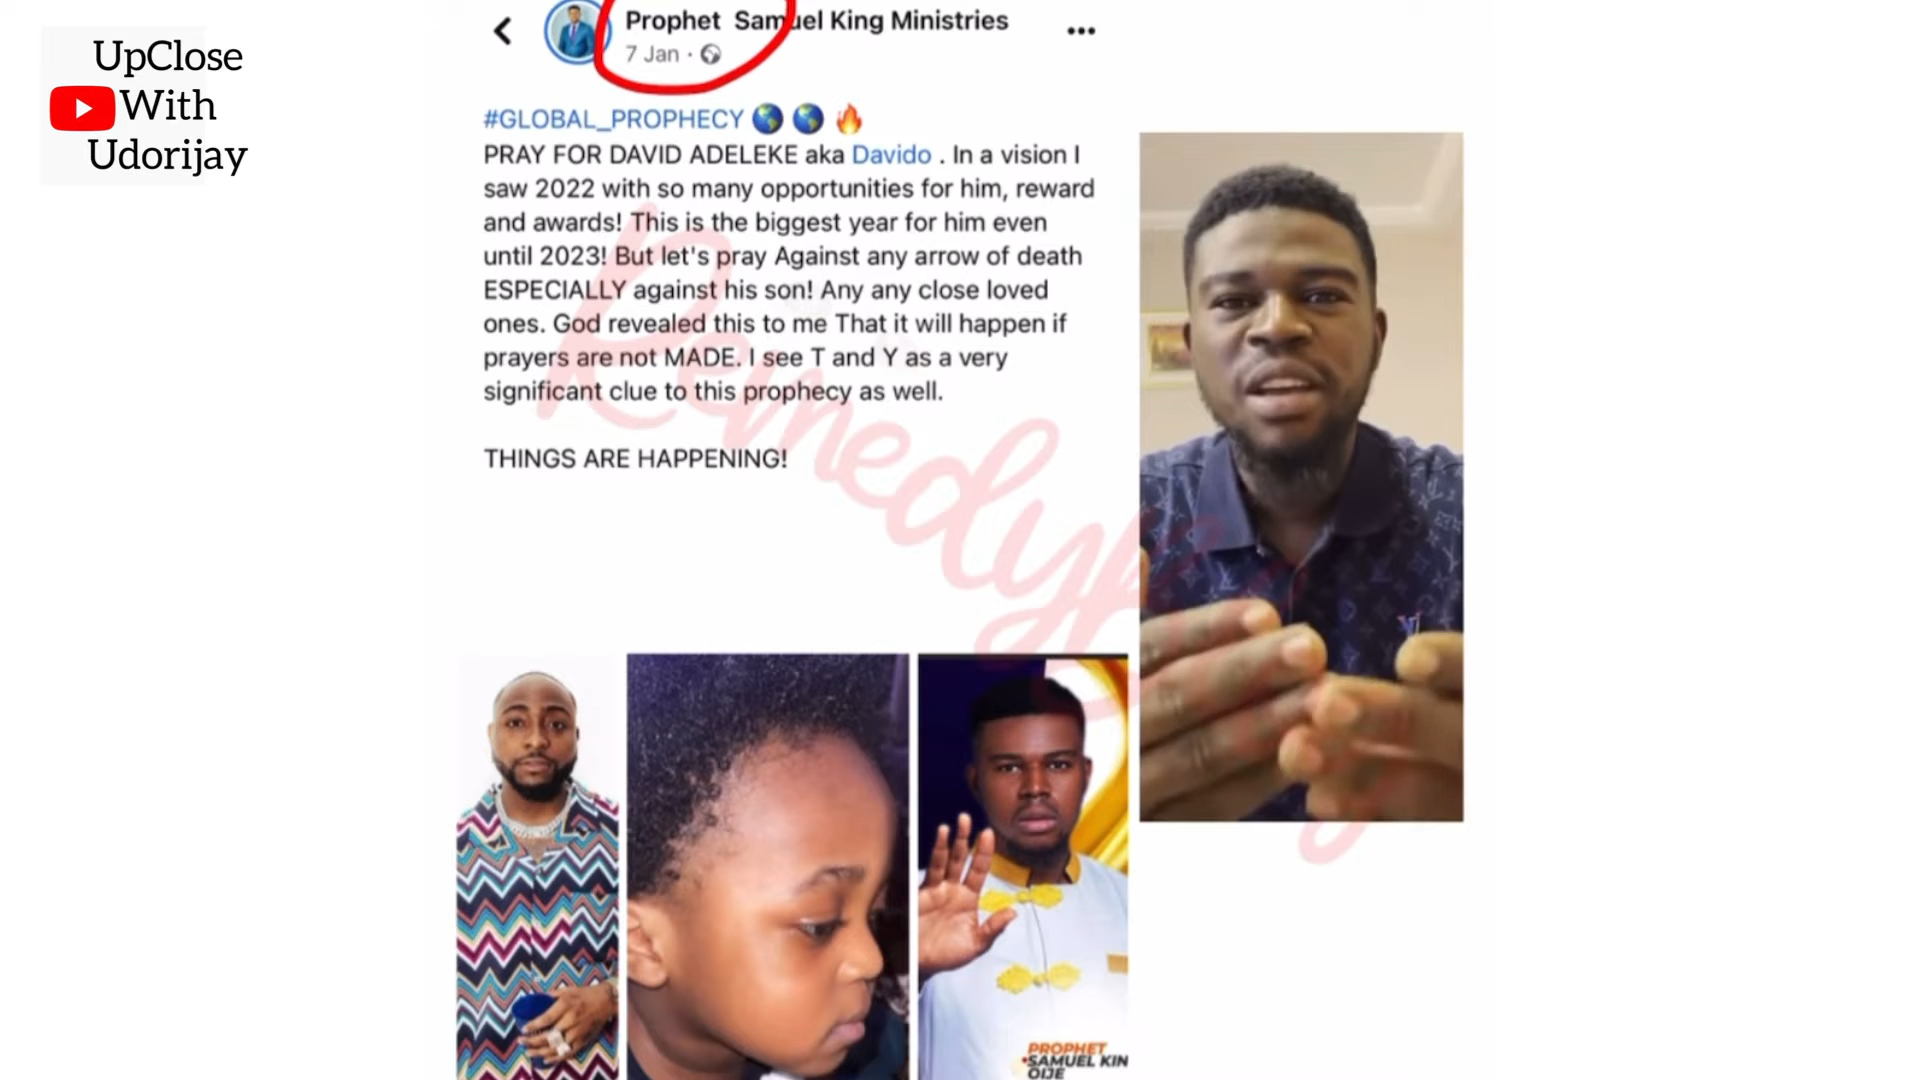 UpClose
With
Udorijay
Prophet Samuel King Ministries
7 Jan ·
#GLOBAL_PROPHECY
PRAY FOR DAVID ADELEKE aka Davido . In a vision I
saw 2022 with so many opportunities for him, reward
and awards! This is the biggest year for him even
until 2023! But let's pray Against any arrow of death
ESPECIALLY against his son! Any any close loved
ones. God revealed this to me That it will happen if
prayers are not MADE. I see T and Y as a very
significant clue to this prophecy as well.
THINGS ARE HAPPENING!
PROPHET
SAMUEL KIN
OIJE